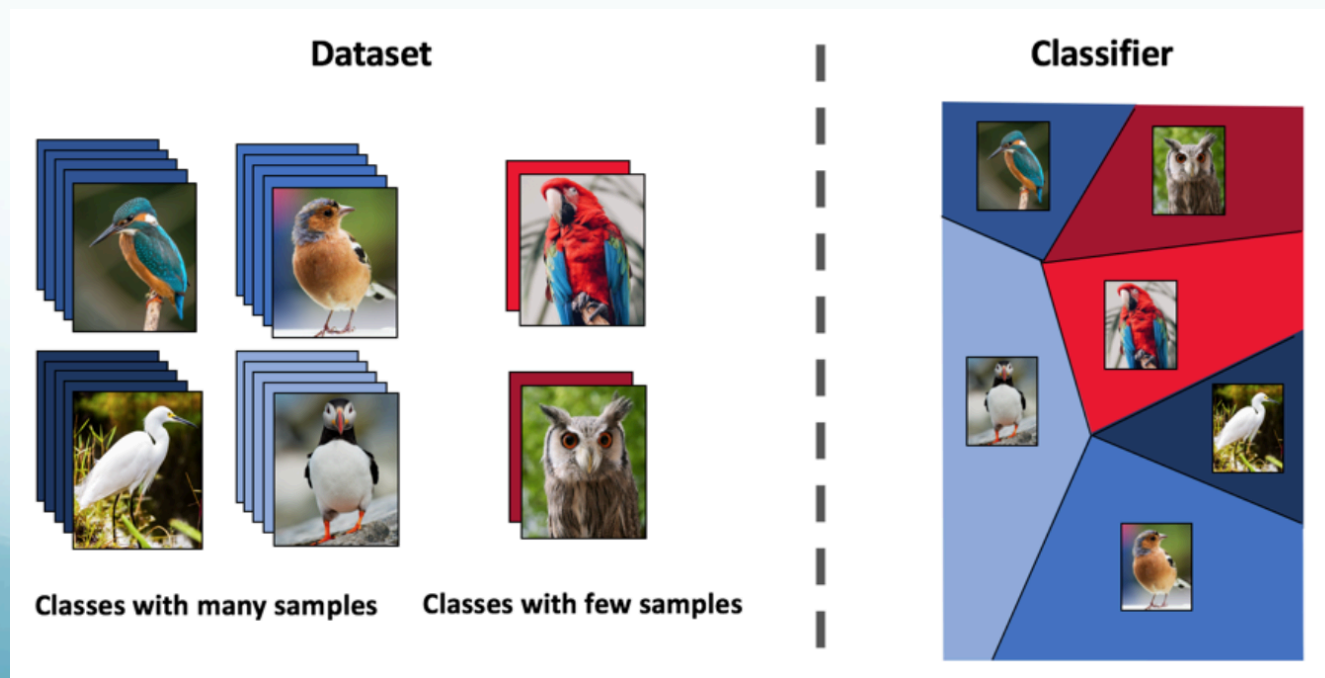 Dataset
Classifier
Classes with many samples
Classes with few samples